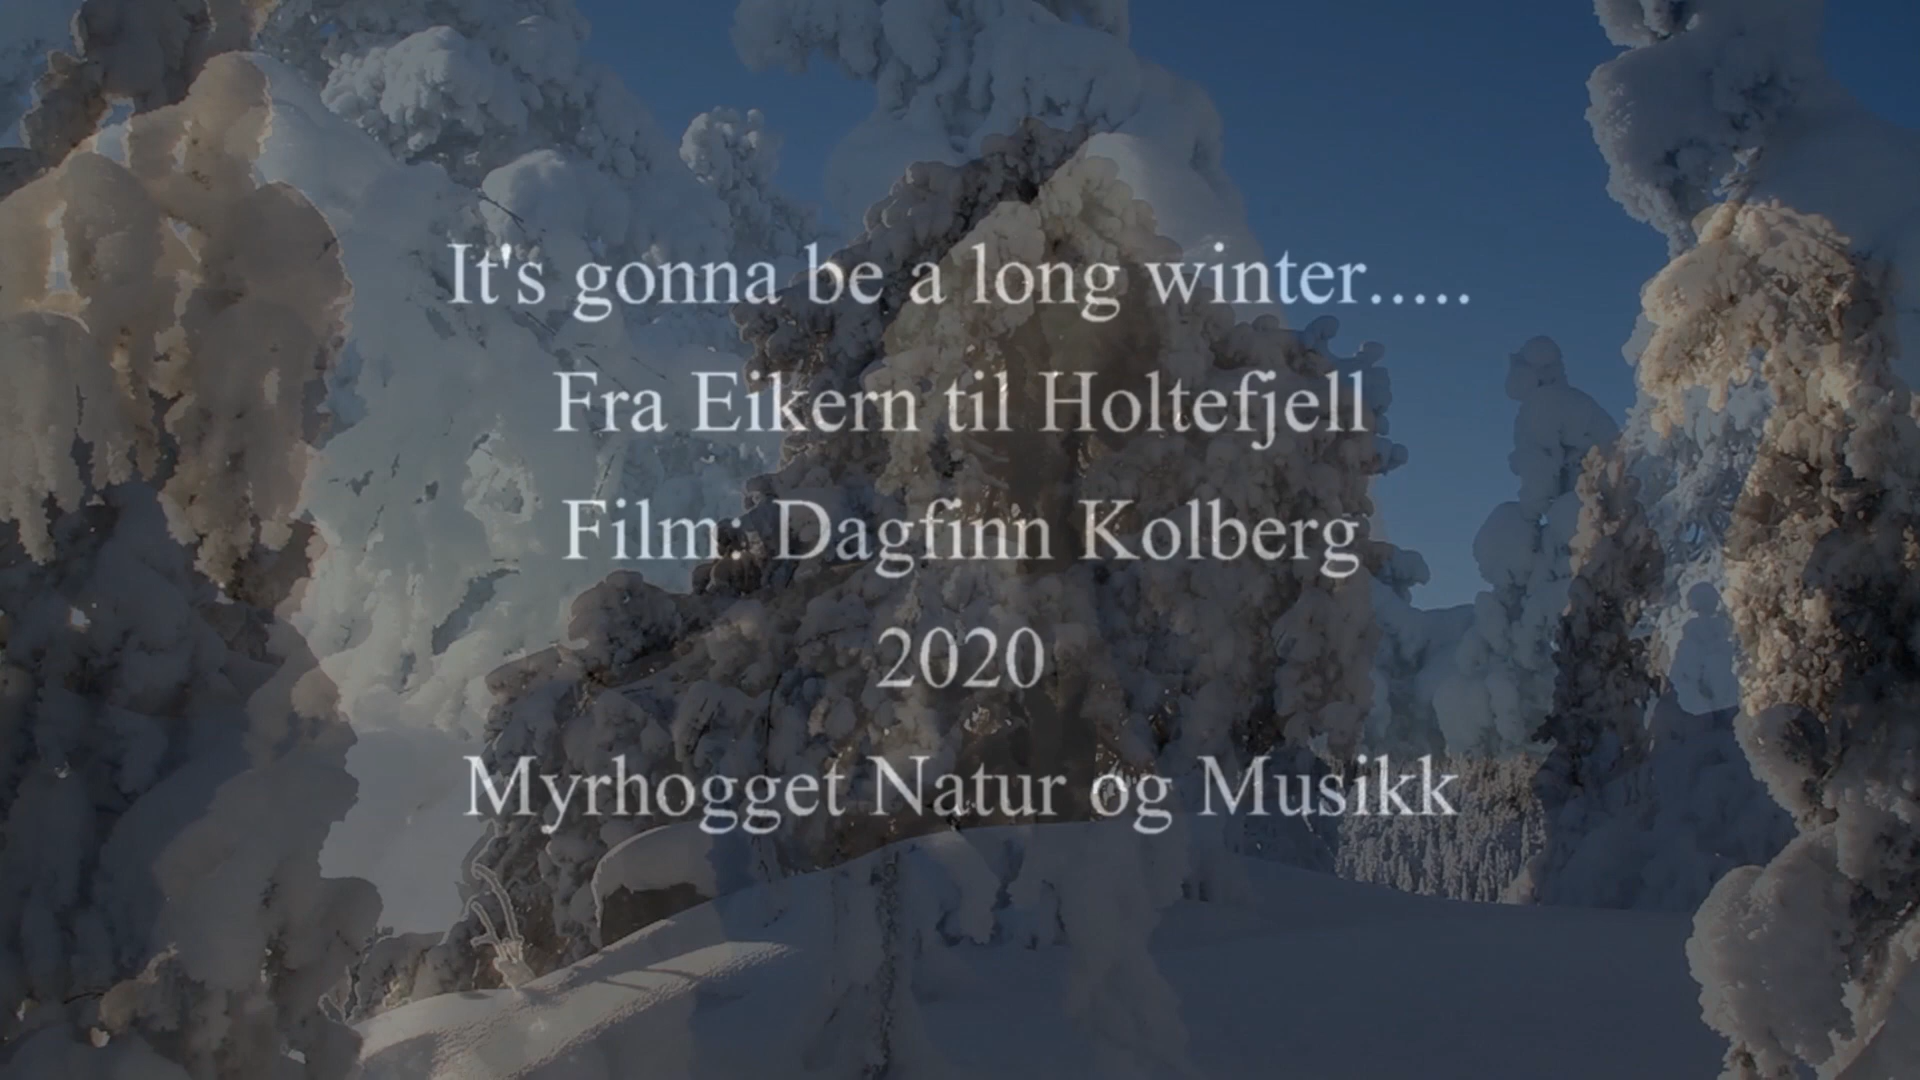 It's gonna be a long winter.....
Fra Eikern til Holtefjell
Film: Dagfinn Kolberg
2020
Myrhogget Natur og Musikk